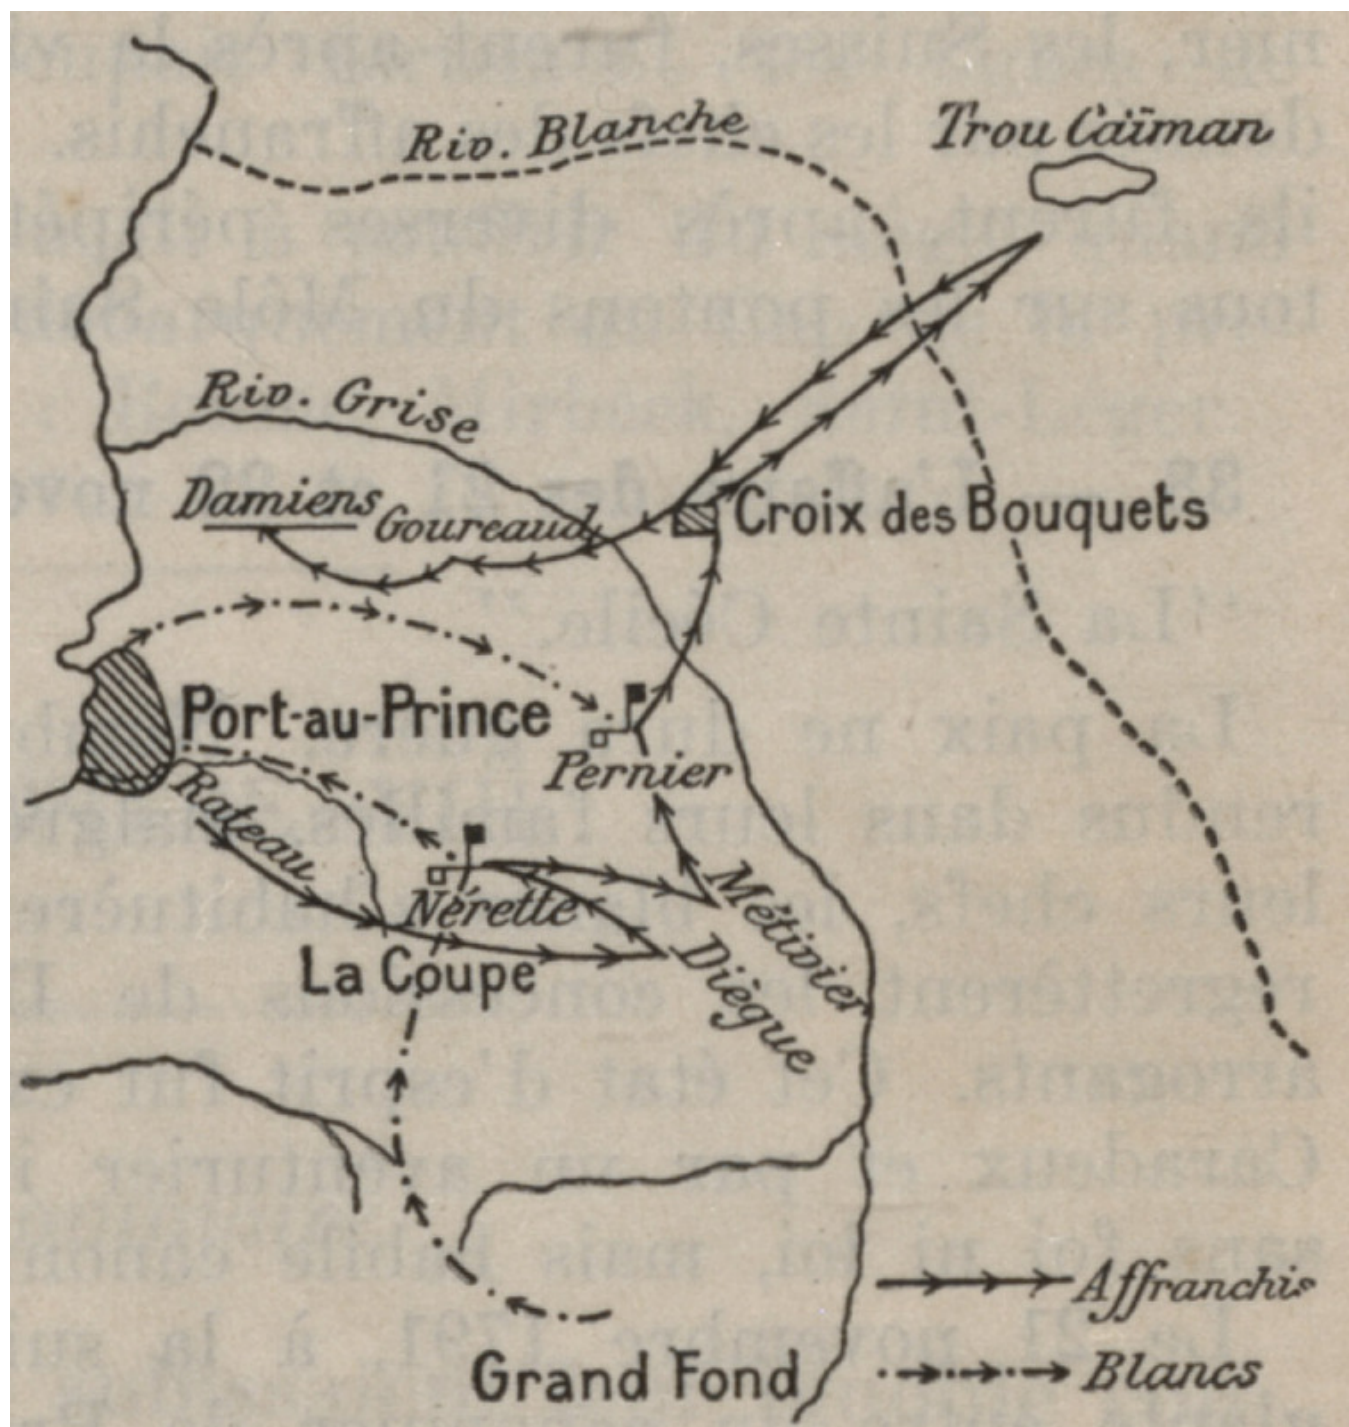 Riv. Blanche
Trou Caïman
Riv. Grise
Damiens
Goureaud
Croix des Bouquets
Port-au-Prince
Pernier
Rateau
Nérette
Métivier
La Coupe
Dièque
Grand Fond
Affranchis
Blancs